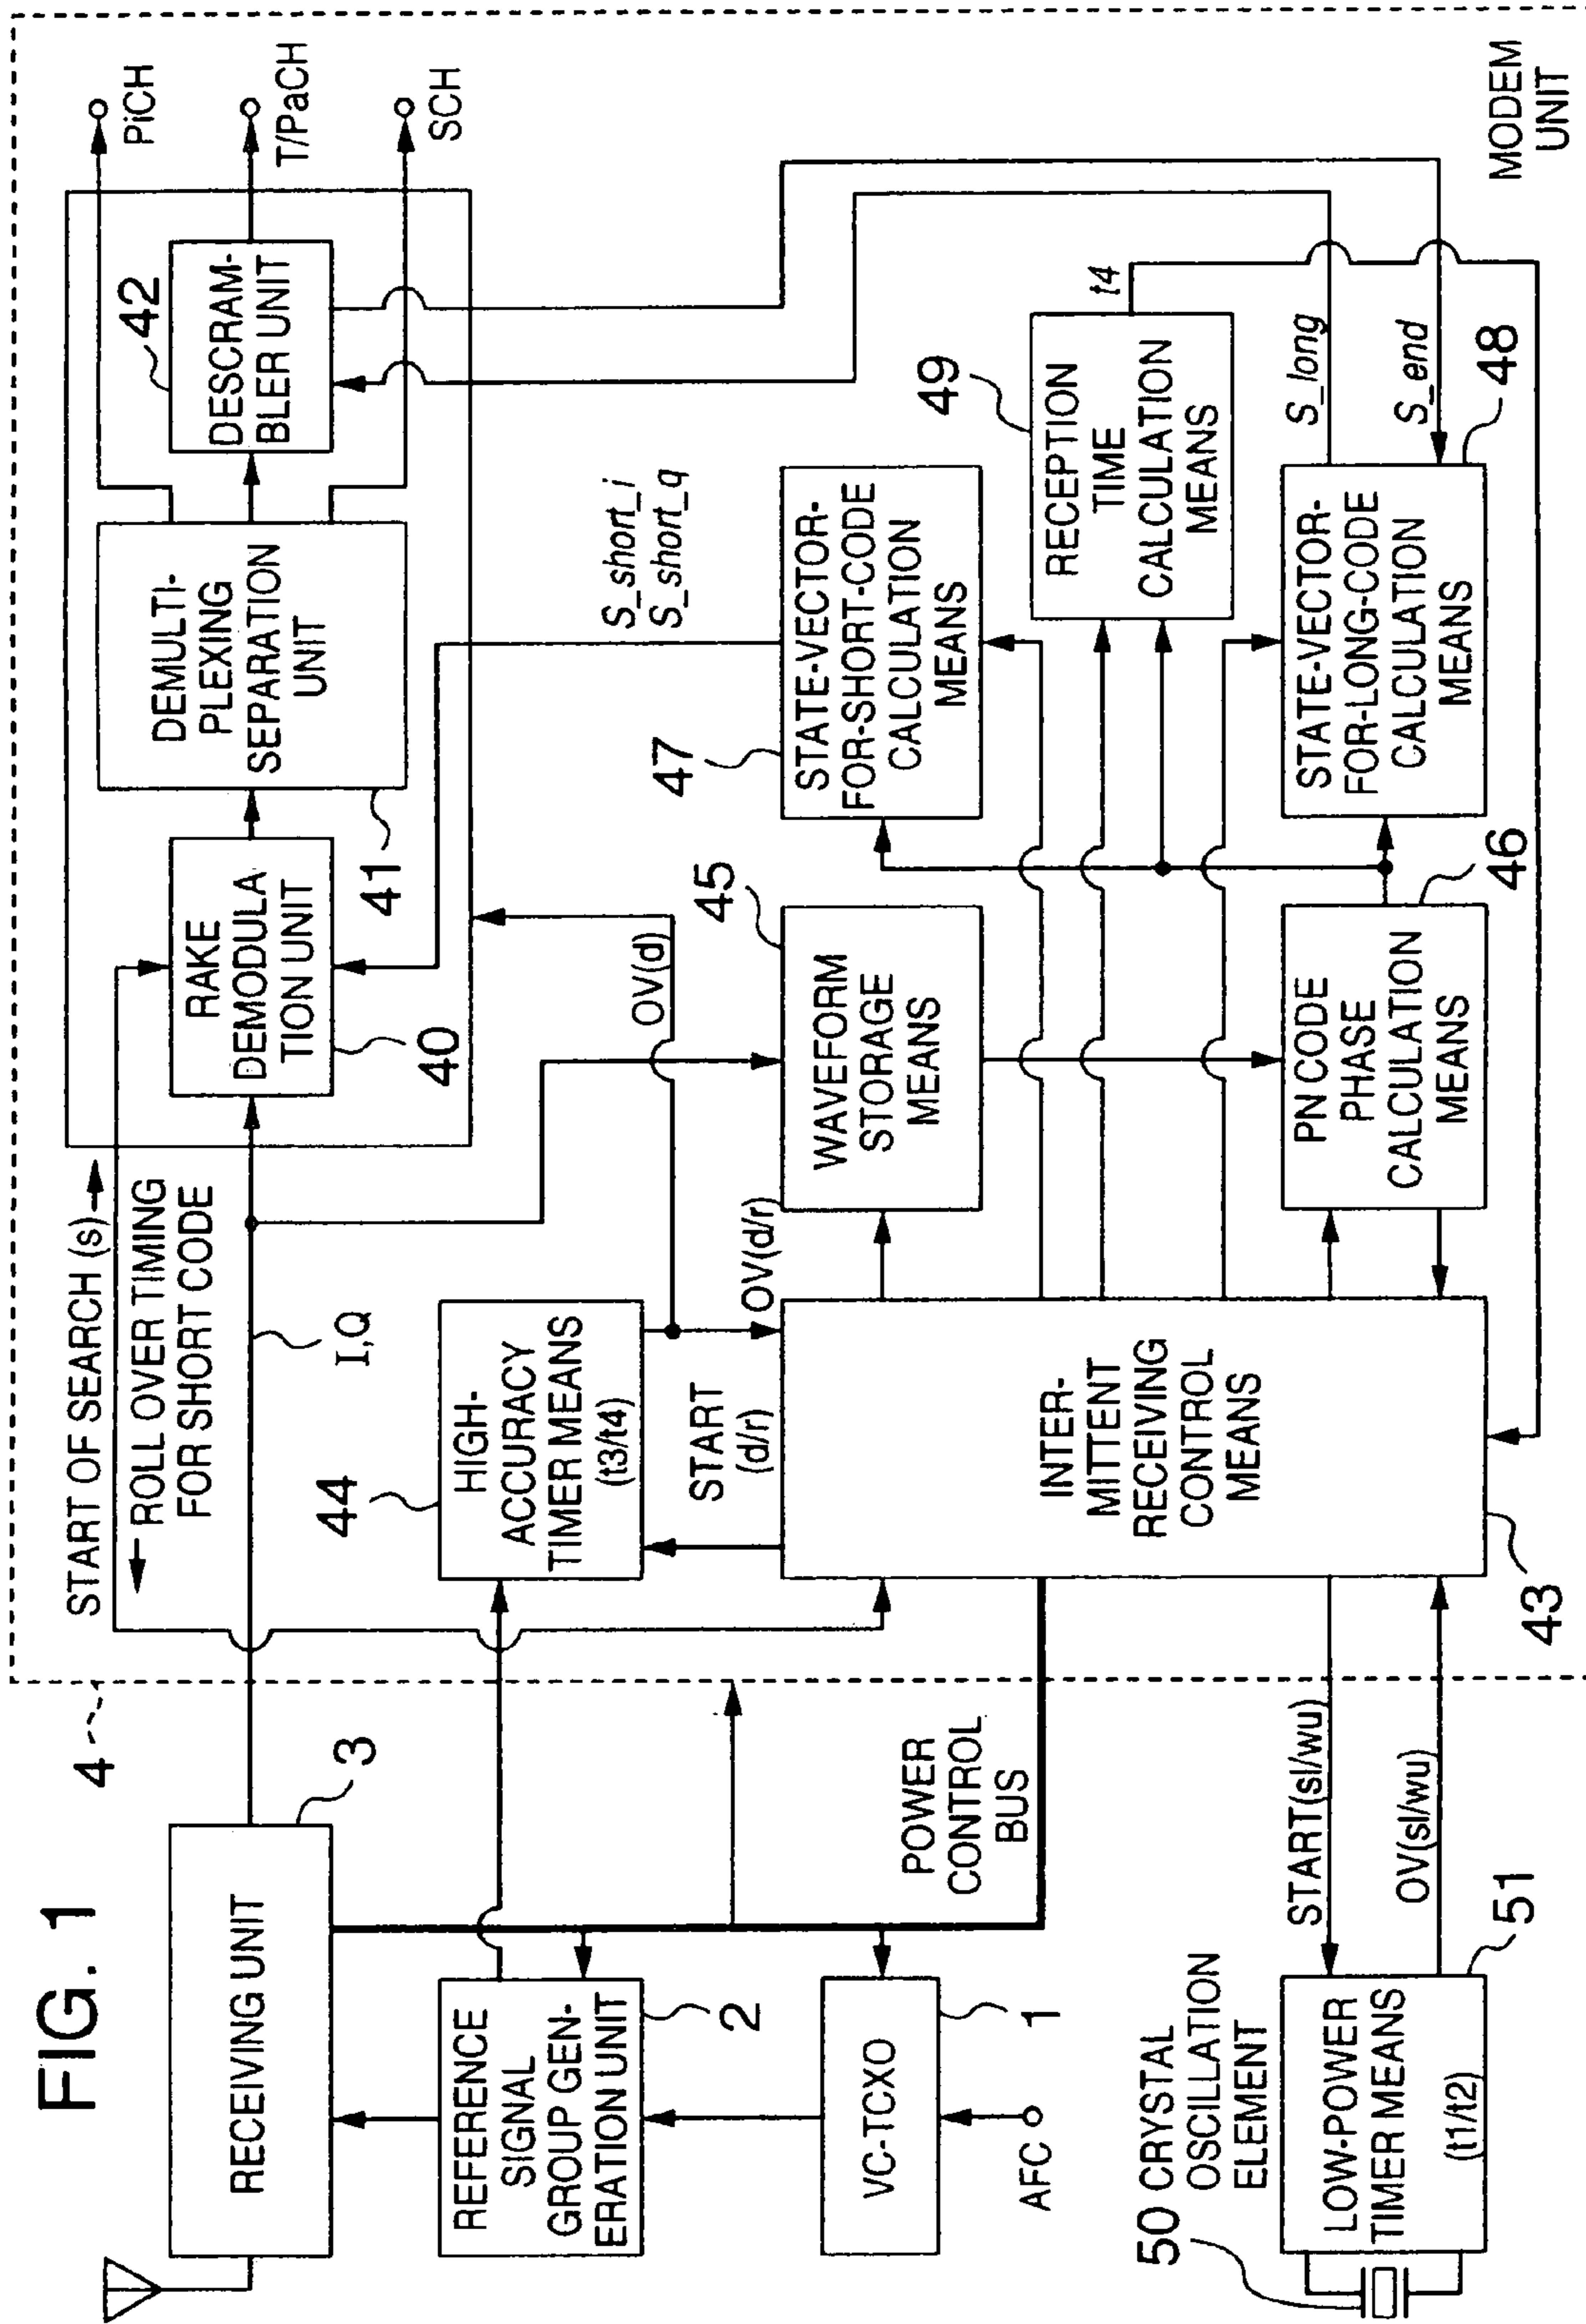 FIG. 1
4
START OF SEARCH (s)
ROLL OVER TIMING
FOR SHORT CODE
RECEIVING UNIT
3
I,Q
RAKE
DEMODULA
TION UNIT
40
DEMULTI-
PLEXING
SEPARATION
UNIT
41
DESCRAM-
BLER UNIT
42
PiCH
T/PaCH
SCH
REFERENCE
SIGNAL
GROUP GEN-
ERATION UNIT
2
HIGH-
ACCURACY
TIMER MEANS
(t3/t4)
44
START
(d/r)
OV(d)
OV(d/r)
S_short_i
S_short_q
VC-TCXO
1
AFC
POWER
CONTROL
BUS
INTER-
MITTENT
RECEIVING
CONTROL
MEANS
43
WAVEFORM
STORAGE
MEANS
45
STATE-VECTOR-
FOR-SHORT-CODE
CALCULATION
MEANS
47
RECEPTION
TIME
CALCULATION
MEANS
49
t4
50 CRYSTAL
OSCILLATION
ELEMENT
LOW-POWER
TIMER MEANS
(t1/t2)
51
START(sl/wu)
OV(sl/wu)
PN CODE
PHASE
CALCULATION
MEANS
46
STATE-VECTOR-
FOR-LONG-CODE
CALCULATION
MEANS
48
S_long
S_end
MODEM
UNIT